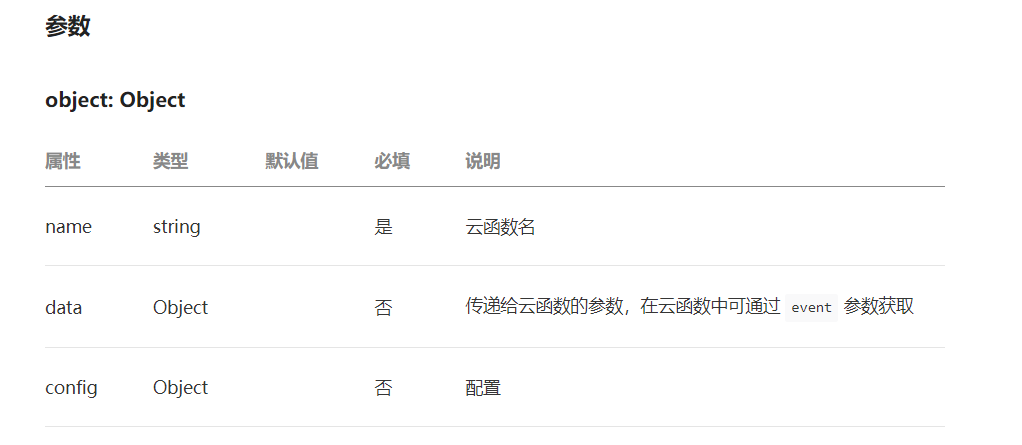 参数
object: Object
属性 类型 默认值 必填 说明
name string 是 云函数名
data Object 否 传递给云函数的参数，在云函数中可通过 event 参数获取
config Object 否 配置